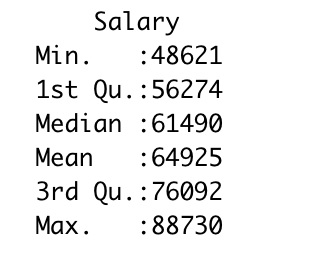 Salary
Min.   :48621
1st Qu.:56274
Median :61490
Mean   :64925
3rd Qu.:76092
Max.   :88730